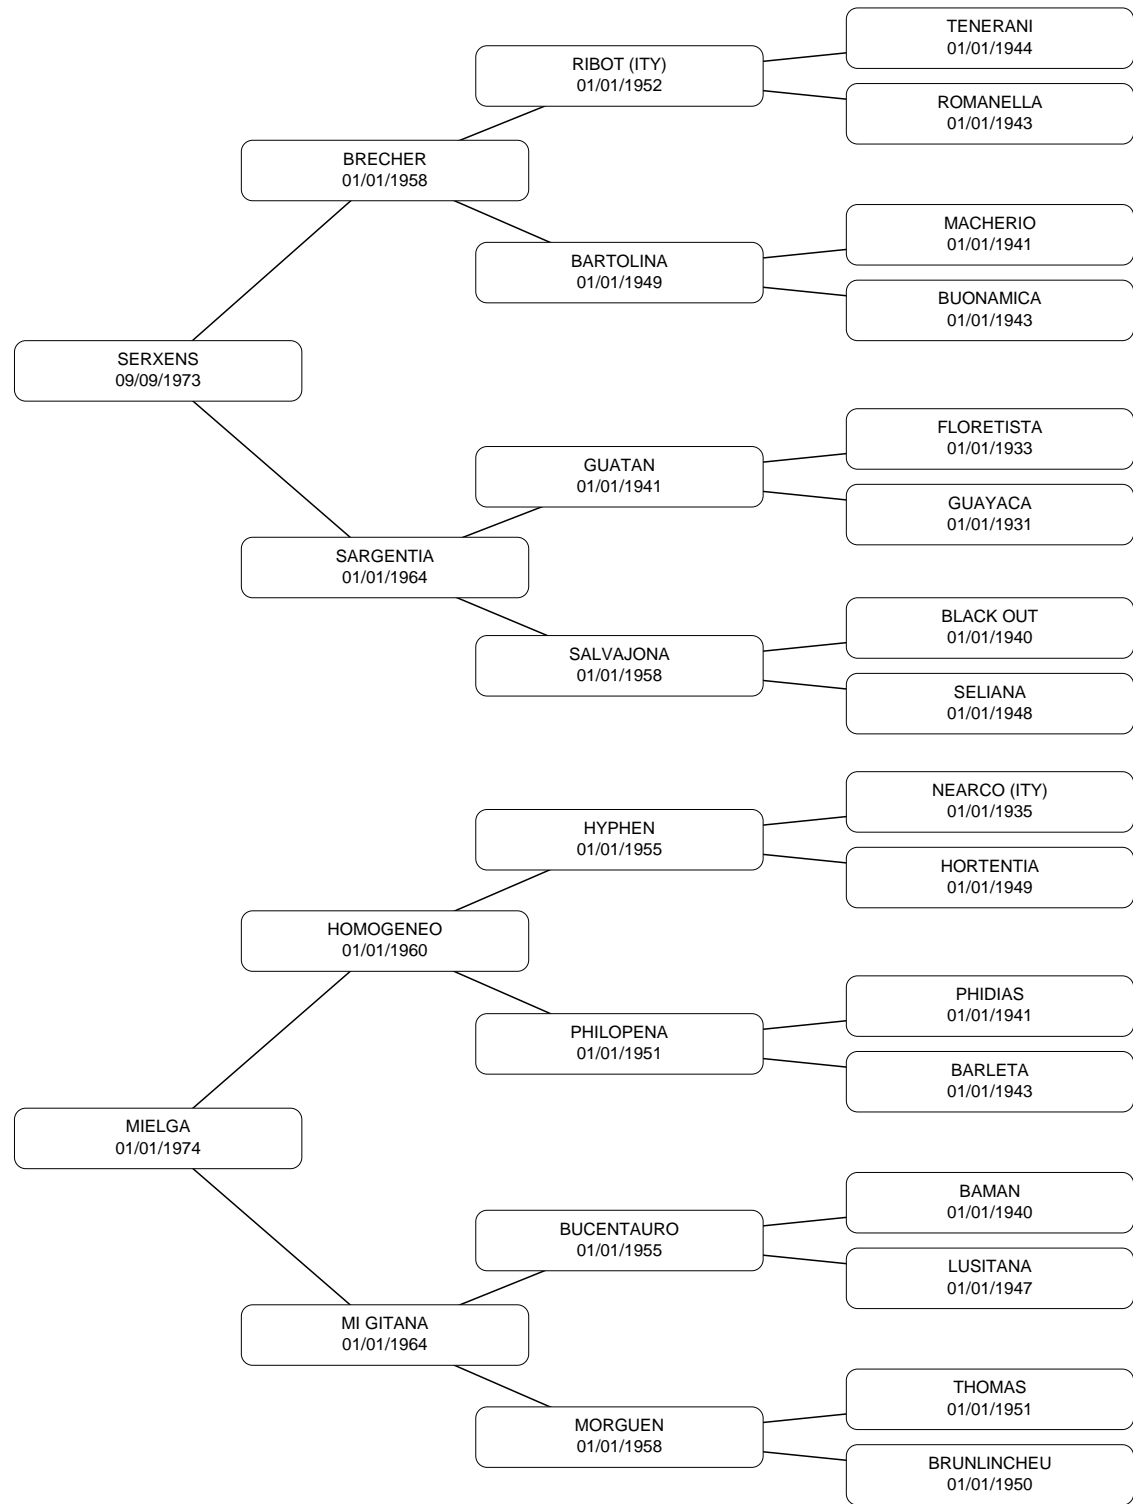 TENERANI
01/01/1944
RIBOT (ITY)
01/01/1952
ROMANELLA
01/01/1943
BRECHER
01/01/1958
MACHERIO
01/01/1941
BARTOLINA
01/01/1949
BUONAMICA
01/01/1943
SERXENS
09/09/1973
FLORETISTA
01/01/1933
GUATAN
01/01/1941
GUAYACA
01/01/1931
SARGENTIA
01/01/1964
BLACK OUT
01/01/1940
SALVAJONA
01/01/1958
SELIANA
01/01/1948
NEARCO (ITY)
01/01/1935
HYPHEN
01/01/1955
HORTENTIA
01/01/1949
HOMOGENEO
01/01/1960
PHIDIAS
01/01/1941
PHILOPENA
01/01/1951
BARLETA
01/01/1943
MIELGA
01/01/1974
BAMAN
01/01/1940
BUCENTAURO
01/01/1955
LUSITANA
01/01/1947
MI GITANA
01/01/1964
THOMAS
01/01/1951
MORGUEN
01/01/1958
BRUNLINCHEU
01/01/1950